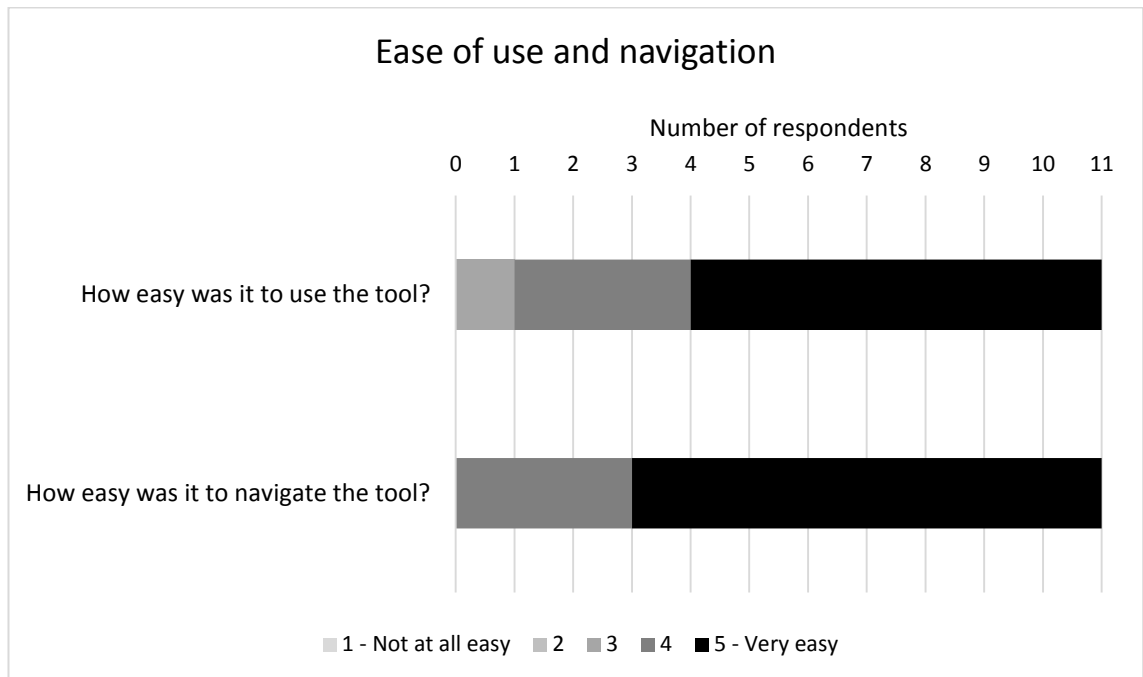 Ease of use and navigation
Number of respondents
0 1 2 3 4 5 6 7 8 9 10 11
How easy was it to use the tool?
How easy was it to navigate the tool?
1 - Not at all easy 2 3 4 5 - Very easy